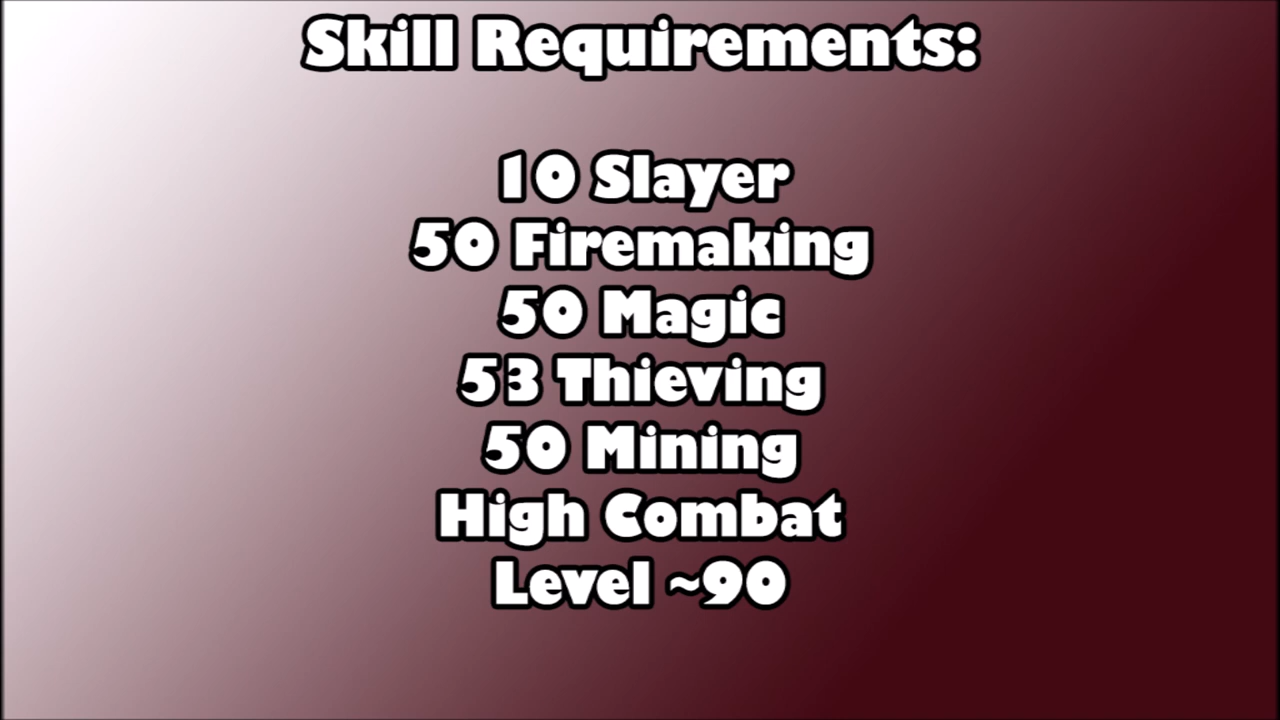 Skill Requirements:
10 Slayer
50 Firemaking
50 Magic
53 Thieving
50 Mining
High Combat
Level ~90